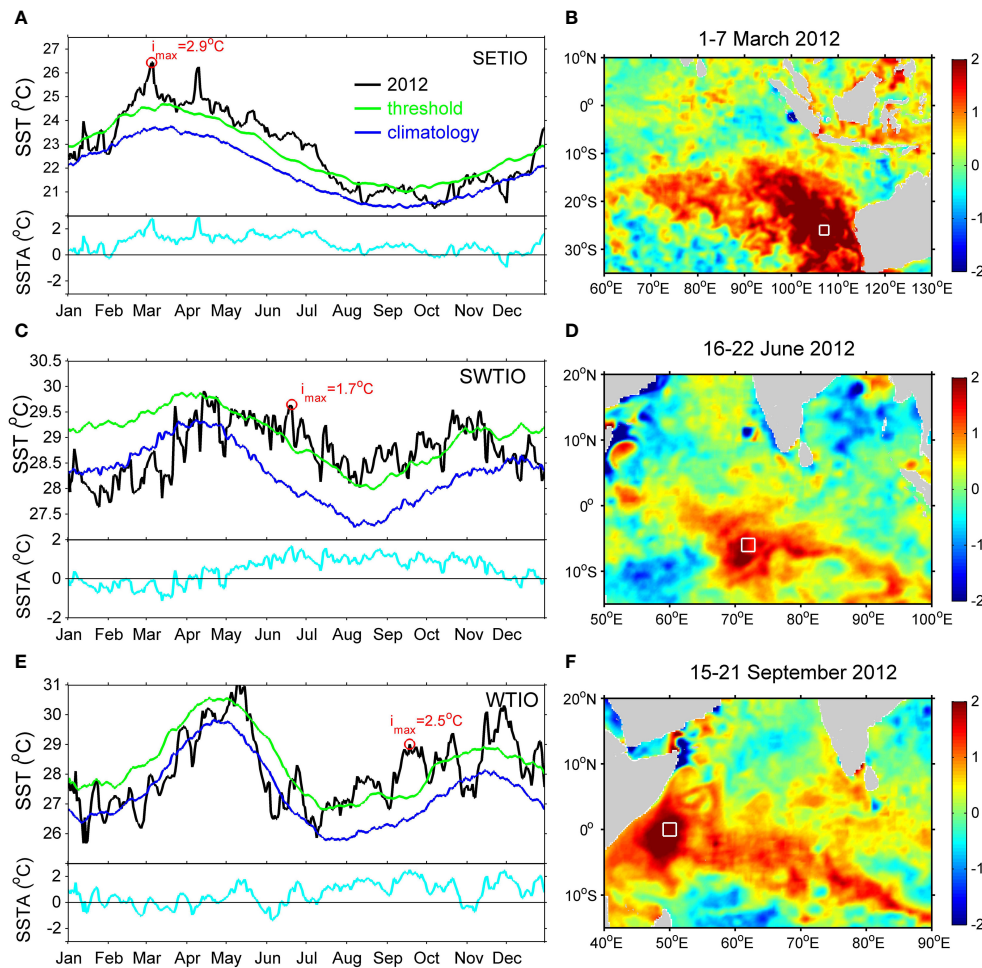 A
i_max=2.9°C
SETIO
2012
threshold
climatology
SST (°C)
27
26
25
24
23
22
21
SSTA (°C)
2
0
-2
Jan Feb Mar Apr May Jun Jul Aug Sep Oct Nov Dec
B
1-7 March 2012
10°N
0°
10°S
20°S
30°S
60°E 70°E 80°E 90°E 100°E 110°E 120°E 130°E
2
1
0
-1
-2
C
i_max=1.7°C
SWTIO
SST (°C)
30.5
30
29.5
29
28.5
28
27.5
SSTA (°C)
2
0
-2
Jan Feb Mar Apr May Jun Jul Aug Sep Oct Nov Dec
D
16-22 June 2012
20°N
10°N
0°
10°S
50°E 60°E 70°E 80°E 90°E 100°E
2
1
0
-1
-2
E
i_max=2.5°C
WTIO
SST (°C)
31
30
29
28
27
26
SSTA (°C)
2
0
-2
Jan Feb Mar Apr May Jun Jul Aug Sep Oct Nov Dec
F
15-21 September 2012
20°N
10°N
0°
10°S
40°E 50°E 60°E 70°E 80°E 90°E
2
1
0
-1
-2